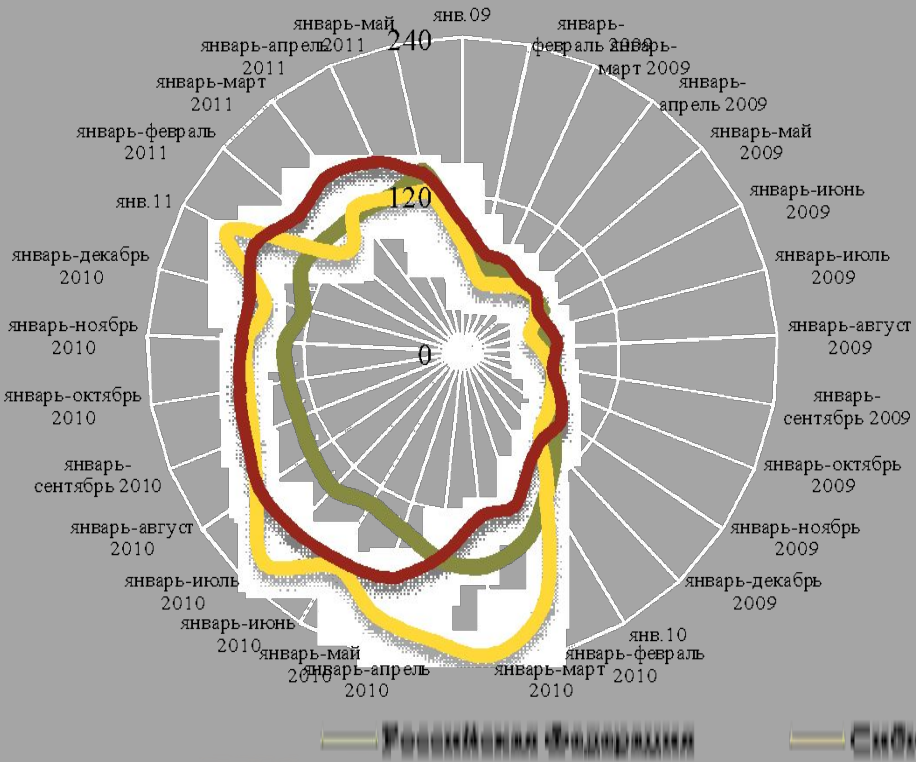 янв.09
январь-
февраль 2009
январь-
март 2009
январь-
апрель 2009
январь-май
2009
январь-июнь
2009
январь-июль
2009
январь-август
2009
январь-
сентябрь 2009
январь-октябрь
2009
январь-ноябрь
2009
январь-декабрь
2009
янв.10
январь-февраль
2010
январь-март
2010
январь-апрель
2010
январь-май
2010
январь-июнь
2010
январь-июль
2010
январь-август
2010
январь-
сентябрь 2010
январь-октябрь
2010
январь-ноябрь
2010
январь-декабрь
2010
янв.11
январь-февраль
2011
январь-март
2011
январь-апрель
2011
январь-май
2011
240
120
0
Российская Федерация